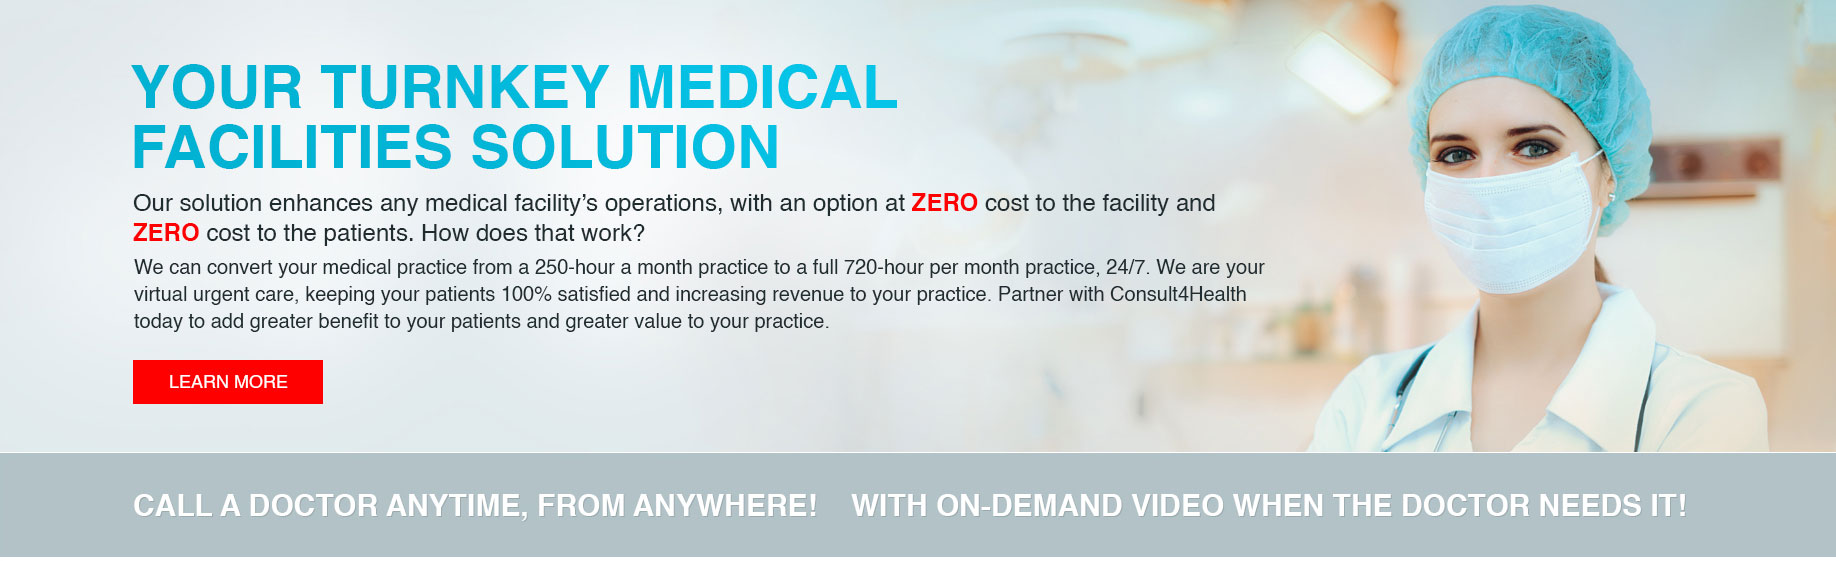 YOUR TURNKEY MEDICAL
FACILITIES SOLUTION
Our solution enhances any medical facility’s operations, with an option at ZERO cost to the facility and
ZERO cost to the patients. How does that work?
We can convert your medical practice from a 250-hour a month practice to a full 720-hour per month practice, 24/7. We are your
virtual urgent care, keeping your patients 100% satisfied and increasing revenue to your practice. Partner with Consult4Health
today to add greater benefit to your patients and greater value to your practice.
LEARN MORE
CALL A DOCTOR ANYTIME, FROM ANYWHERE! WITH ON-DEMAND VIDEO WHEN THE DOCTOR NEEDS IT!